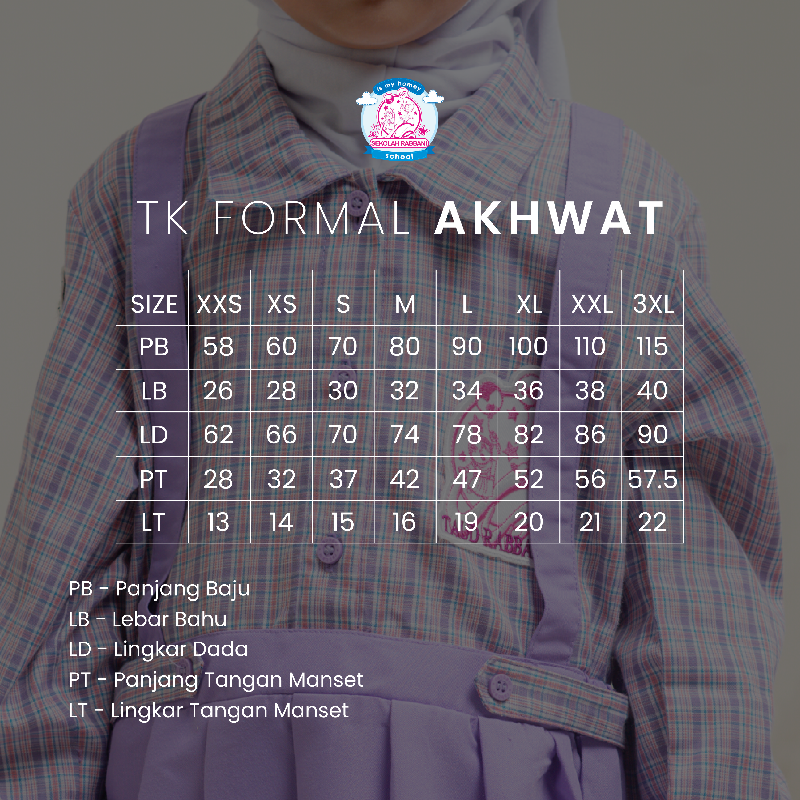 is my homey
SEKOLAH RABBANI
school
TK FORMAL AKHWAT
SIZE XXS XS S M L XL XXL 3XL
PB 58 60 70 80 90 100 110 115
LB 26 28 30 32 34 36 38 40
LD 62 66 70 74 78 82 86 90
PT 28 32 37 42 47 52 56 57.5
LT 13 14 15 16 19 20 21 22
PB - Panjang Baju
LB - Lebar Bahu
LD - Lingkar Dada
PT - Panjang Tangan Manset
LT - Lingkar Tangan Manset